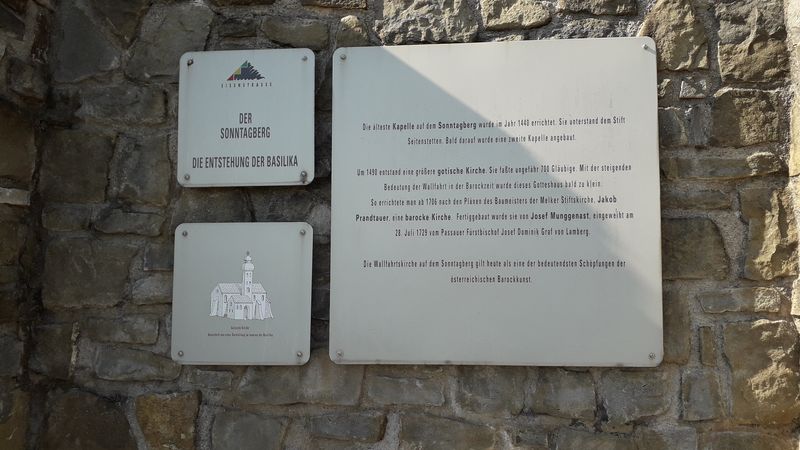 EISENSTRASSE
DER
SONNTAGBERG
DIE ENTSTEHUNG DER BASILIKA
Die älteste Kapelle auf dem Sonntagberg wurde im Jahr 1440 errichtet. Sie unterstand dem Stift
Seitenstetten. Bald darauf wurde eine zweite Kapelle angebaut.
Um 1490 entstand eine größere gotische Kirche. Sie faßte ungefähr 700 Gläubige. Mit der steigenden
Bedeutung der Wallfahrt in der Barockzeit wurde dieses Gotteshaus bald zu klein.
So errichtete man ab 1706 nach den Plänen des Baumeisters der Melker Stiftskirche, Jakob
Prandtauer, eine barocke Kirche. Fertiggebaut wurde sie von Josef Munggenast, eingeweiht am
28. Juli 1729 vom Passauer Fürstbischof Josef Dominik Graf von Lamberg.
Die Wallfahrtskirche auf dem Sonntagberg gilt heute als eine der bedeutendsten Schöpfungen der
österreichischen Barockkunst.
Gotische Kirche